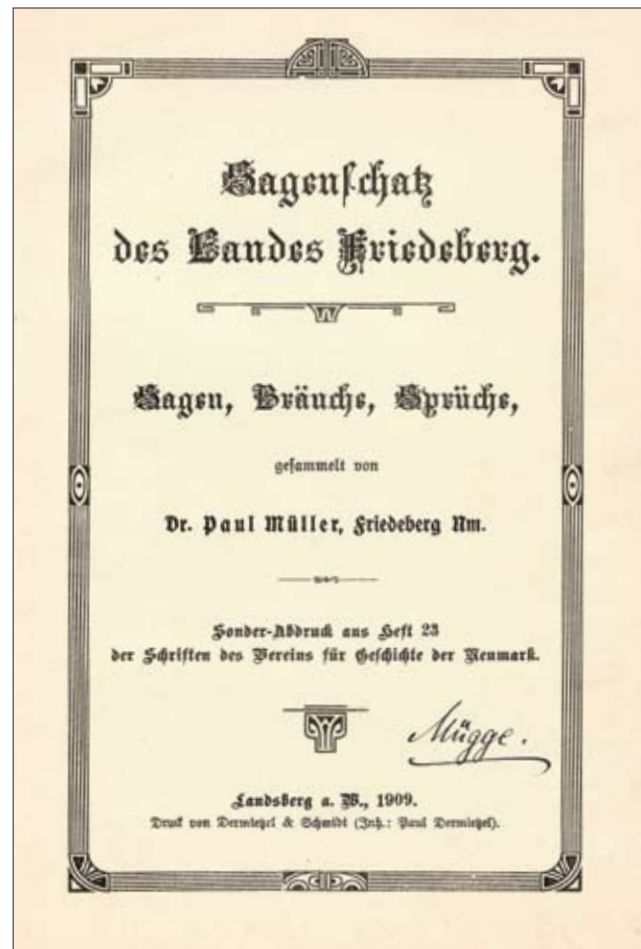 Sagenschatz
des Landes Friedeberg.
Sagen, Bräuche, Sprüche,
gesammelt von
Dr. Paul Müller, Friedeberg Nm.
Sonder-Abdruck aus Heft 23
der Schriften des Vereins für Geschichte der Neumark.
Mügge.
Landsberg a. W., 1909.
Druck von Dermietzel & Schmidt (Inh.: Paul Dermietzel).